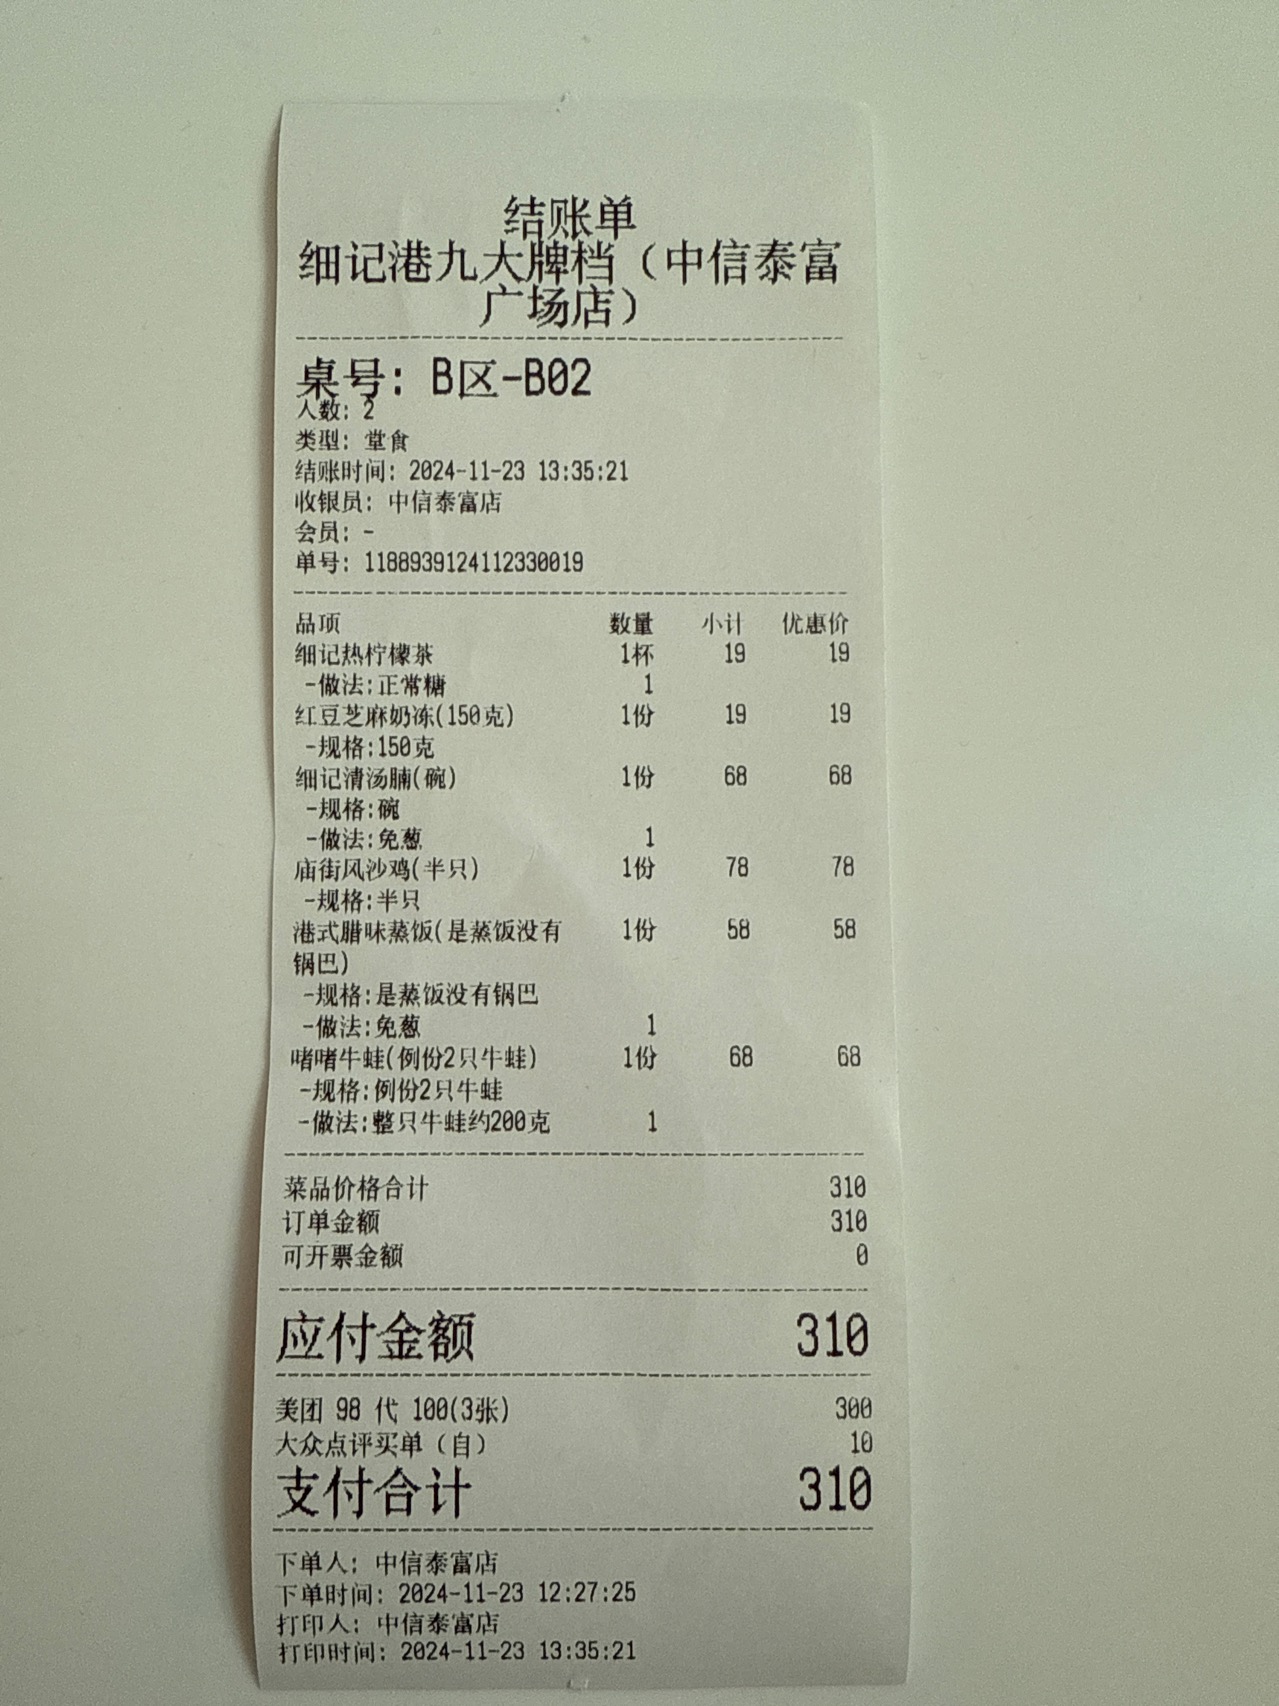 结账单
细记港九大牌档（中信泰富
广场店）
桌号：B区-B02
人数：2
类型：堂食
结账时间：2024-11-23 13:35:21
收银员：中信泰富店
会员：-
单号：1188939124112330019
品项 数量 小计 优惠价
细记热柠檬茶 1杯 19 19
-做法:正常糖 1
红豆芝麻奶冻(150克) 1份 19 19
-规格:150克
细记清汤腩(碗) 1份 68 68
-规格:碗
-做法:免葱 1
庙街风沙鸡(半只) 1份 78 78
-规格:半只
港式腊味蒸饭(是蒸饭没有 1份 58 58
锅巴)
-规格:是蒸饭没有锅巴
-做法:免葱 1
啫啫牛蛙(例份2只牛蛙) 1份 68 68
-规格:例份2只牛蛙
-做法:整只牛蛙约200克 1
菜品价格合计 310
订单金额 310
可开票金额 0
应付金额 310
美团 98 代 100(3张) 300
大众点评买单（自） 10
支付合计 310
下单人：中信泰富店
下单时间：2024-11-23 12:27:25
打印人：中信泰富店
打印时间：2024-11-23 13:35:21